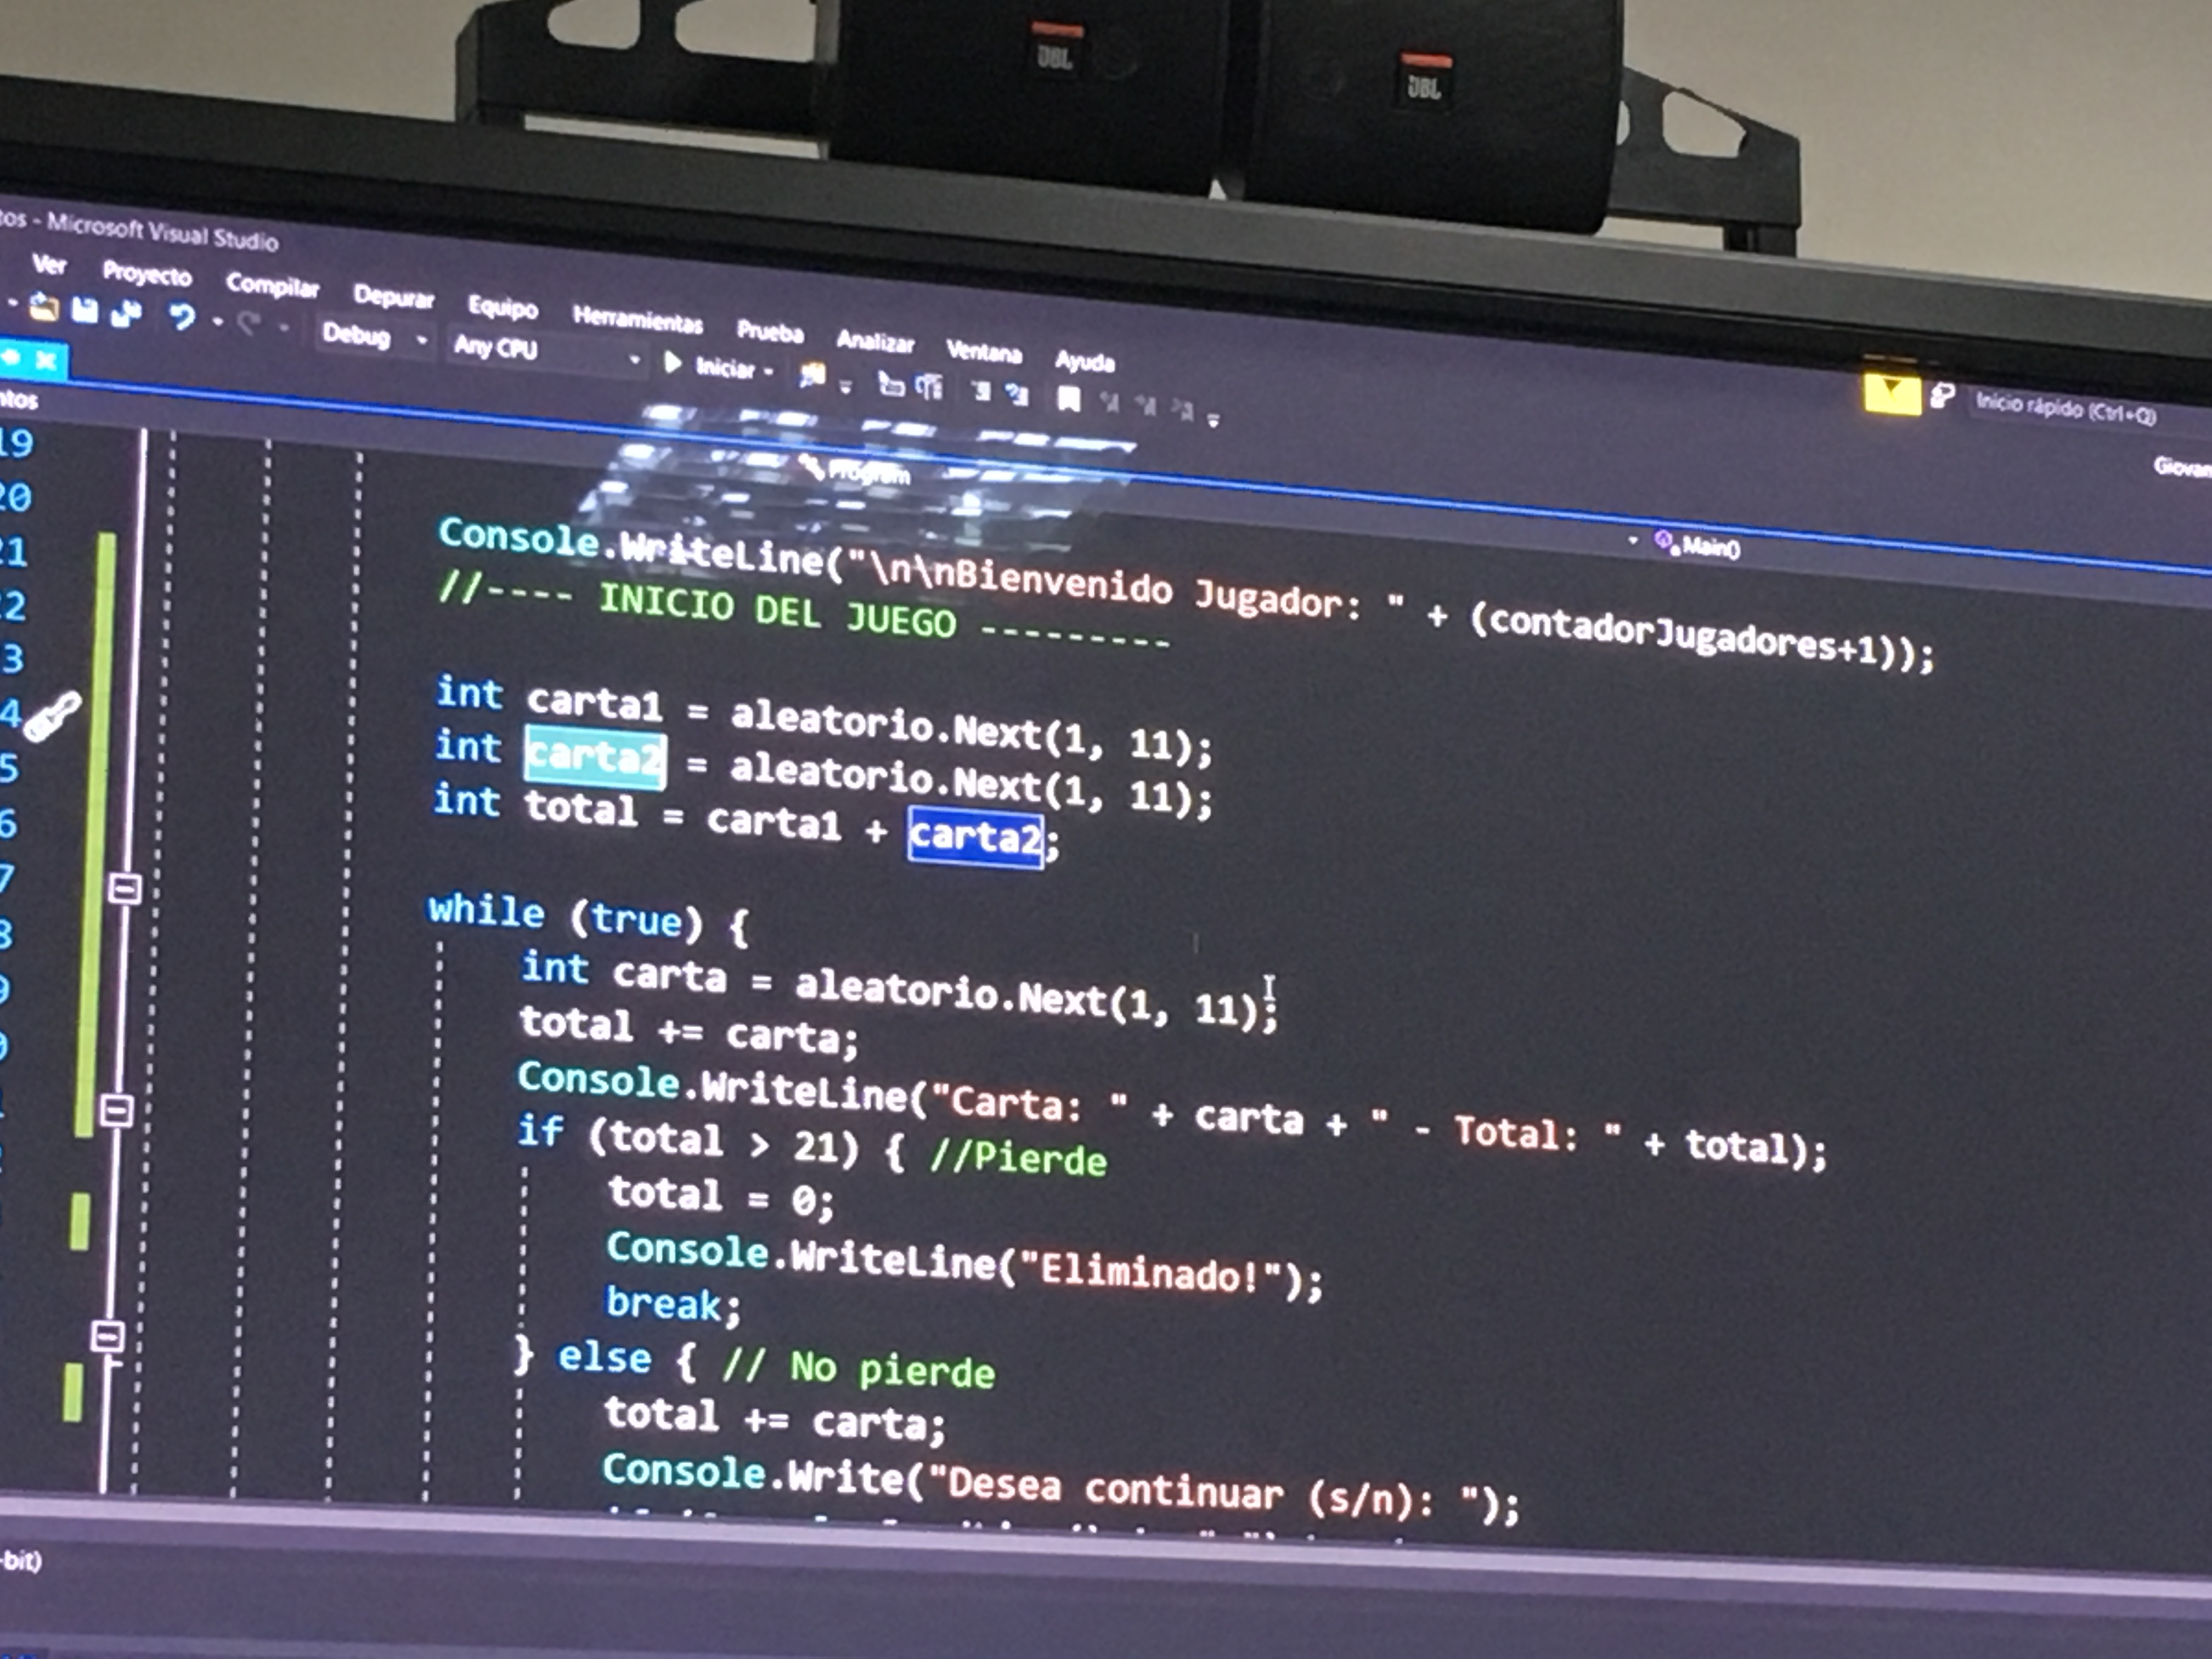 JBL JBL
tos - Microsoft Visual Studio
Ver Proyecto Compilar Depurar Equipo Herramientas Prueba Analizar Ventana Ayuda
Debug Any CPU Iniciar
Inicio rápido (Ctrl+Q)
ntos Program Main()
19
20
21 Console.WriteLine("\n\nBienvenido Jugador: " + (contadorJugadores+1));
22 //---- INICIO DEL JUEGO ---------
3
4 int carta1 = aleatorio.Next(1, 11);
5 int carta2 = aleatorio.Next(1, 11);
6 int total = carta1 + carta2;
7
8 while (true) {
9 int carta = aleatorio.Next(1, 11);
0 total += carta;
Console.WriteLine("Carta: " + carta + " - Total: " + total);
if (total > 21) { //Pierde
total = 0;
Console.WriteLine("Eliminado!");
break;
} else { // No pierde
total += carta;
Console.Write("Desea continuar (s/n): ");
-bit)